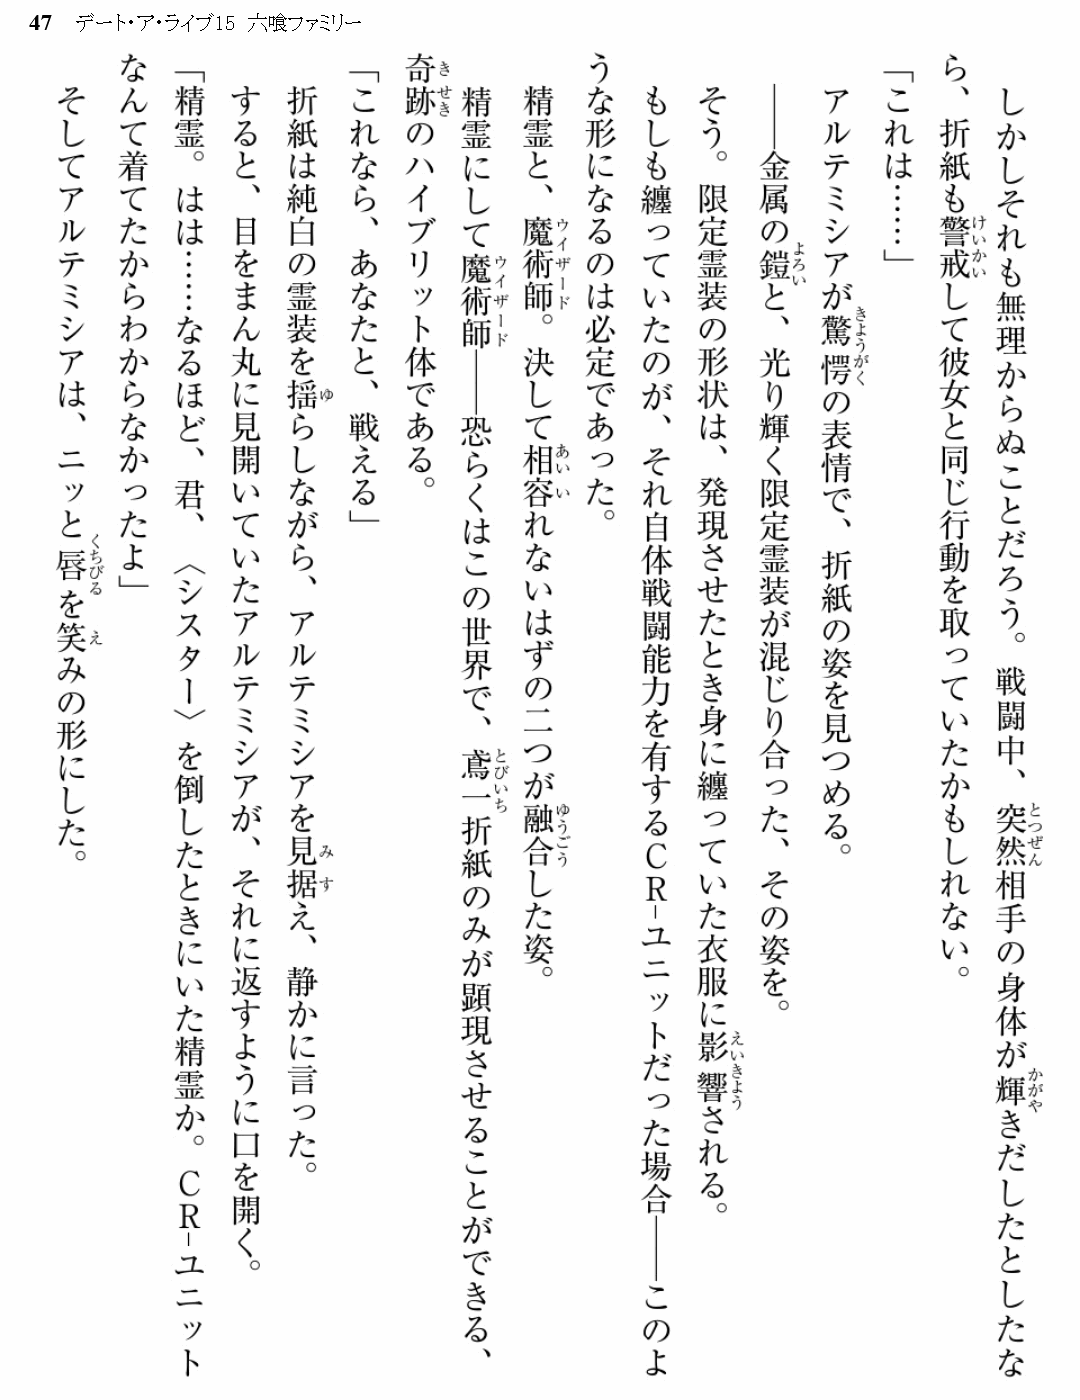 47 デート・ア・ライブ15 六喰ファミリー
しかしそれも無理からぬことだろう。戦闘中、突然相手の身体が輝きだしたとしたな
ら、折紙も警戒して彼女と同じ行動を取っていたかもしれない。
「これは……」
アルテミシアが驚愕の表情で、折紙の姿を見つめる。
――金属の鎧と、光り輝く限定霊装が混じり合った、その姿を。
そう。限定霊装の形状は、発現させたとき身に纏っていた衣服に影響される。
もしも纏っていたのが、それ自体戦闘能力を有するCR-ユニットだった場合――このよ
うな形になるのは必定であった。
精霊と、魔術師。決して相容れないはずの二つが融合した姿。
精霊にして魔術師――恐らくはこの世界で、鳶一折紙のみが顕現させることができる、
奇跡のハイブリット体である。
「これなら、あなたと、戦える」
折紙は純白の霊装を揺らしながら、アルテミシアを見据え、静かに言った。
すると、目をまん丸に見開いていたアルテミシアが、それに返すように口を開く。
「精霊。はは……なるほど、君、〈シスター〉を倒したときにいた精霊か。CR-ユニット
なんて着てたからわからなかったよ」
そしてアルテミシアは、ニッと唇を笑みの形にした。